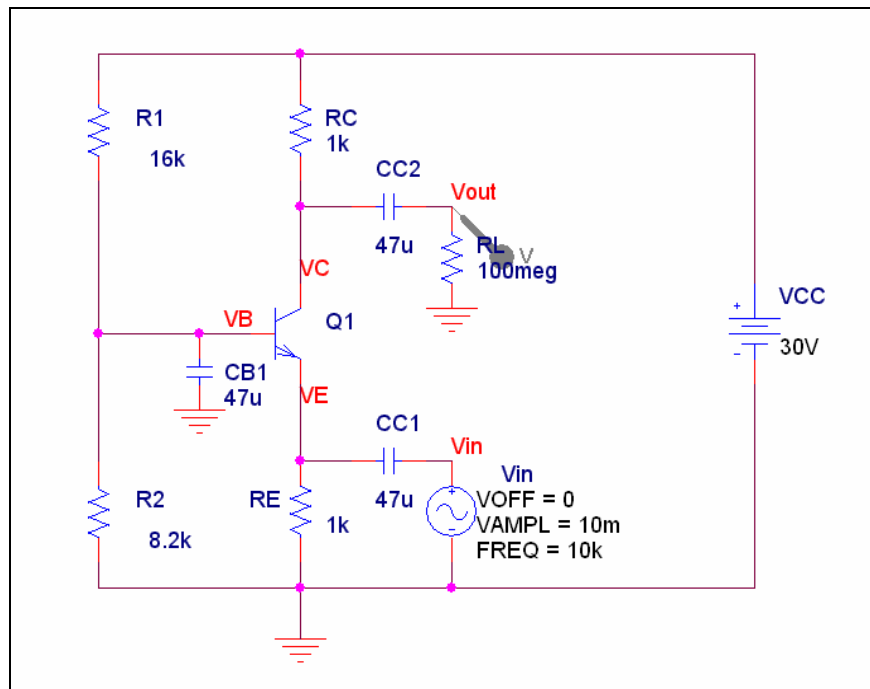 R1
16k
RC
1k
CC2
47u
Vout
RL
100meg
V
VC
VCC
+
-
30V
VB
Q1
CB1
47u
VE
CC1
47u
Vin
Vin
+
-
VOFF = 0
VAMPL = 10m
FREQ = 10k
R2
8.2k
RE
1k